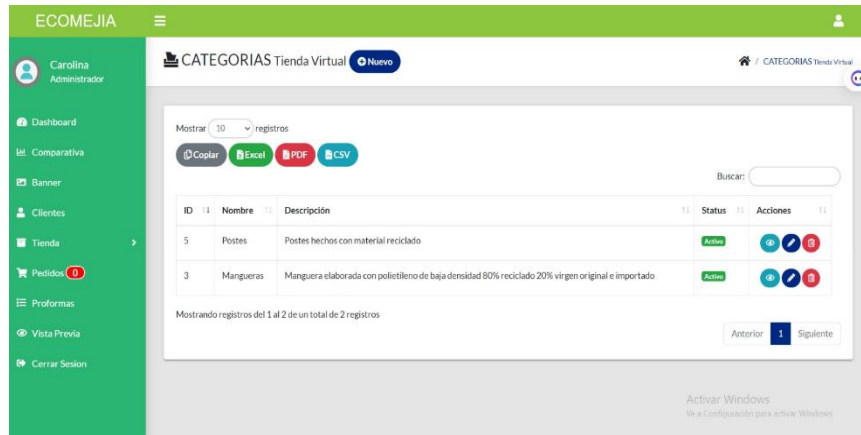 ECOMEJIA
Carolina
Administrador
Dashboard
Comparativa
Banner
Clientes
Tienda
Pedidos 0
Proformas
Vista Previa
Cerrar Sesion
CATEGORIAS Tienda Virtual Nuevo
/ CATEGORIAS Tienda Virtual
Mostrar 10 registros
Copiar Excel PDF CSV
Buscar:
ID Nombre Descripción Status Acciones
5 Postes Postes hechos con material reciclado Activo
3 Mangueras Manguera elaborada con polietileno de baja densidad 80% reciclado 20% virgen original e importado Activo
Mostrando registros del 1 al 2 de un total de 2 registros
Anterior 1 Siguiente
Activar Windows
Ve a Configuración para activar Windows.